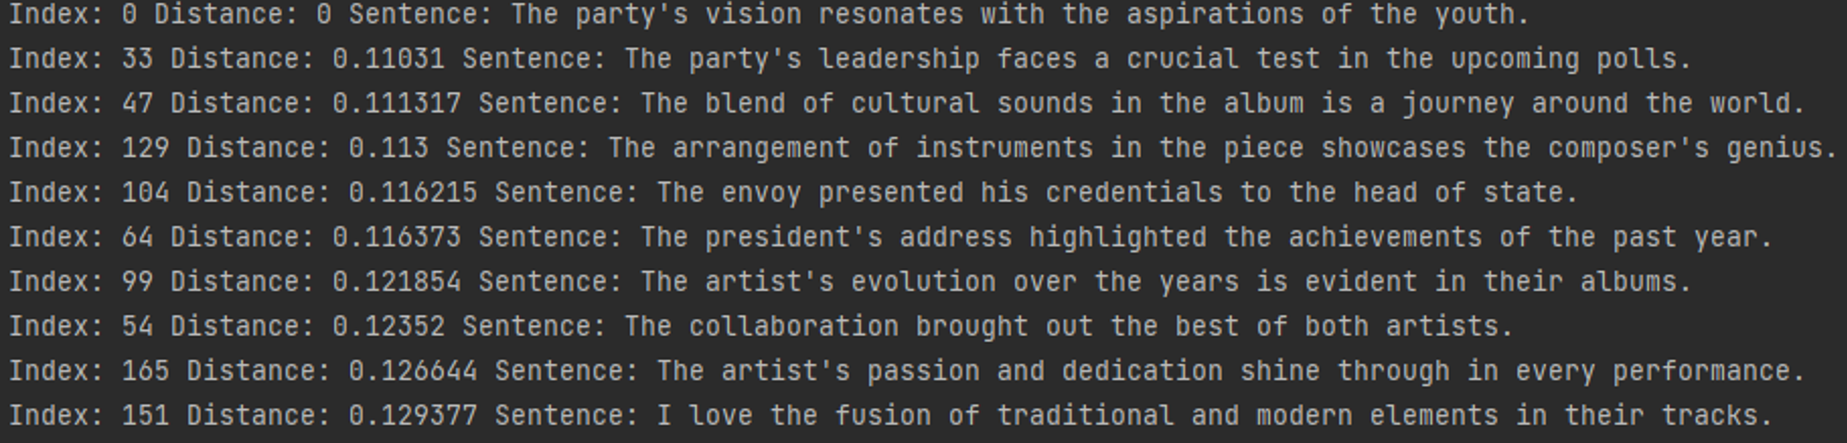 Index: 0 Distance: 0 Sentence: The party's vision resonates with the aspirations of the youth.
Index: 33 Distance: 0.11031 Sentence: The party's leadership faces a crucial test in the upcoming polls.
Index: 47 Distance: 0.111317 Sentence: The blend of cultural sounds in the album is a journey around the world.
Index: 129 Distance: 0.113 Sentence: The arrangement of instruments in the piece showcases the composer's genius.
Index: 104 Distance: 0.116215 Sentence: The envoy presented his credentials to the head of state.
Index: 64 Distance: 0.116373 Sentence: The president's address highlighted the achievements of the past year.
Index: 99 Distance: 0.121854 Sentence: The artist's evolution over the years is evident in their albums.
Index: 54 Distance: 0.12352 Sentence: The collaboration brought out the best of both artists.
Index: 165 Distance: 0.126644 Sentence: The artist's passion and dedication shine through in every performance.
Index: 151 Distance: 0.129377 Sentence: I love the fusion of traditional and modern elements in their tracks.